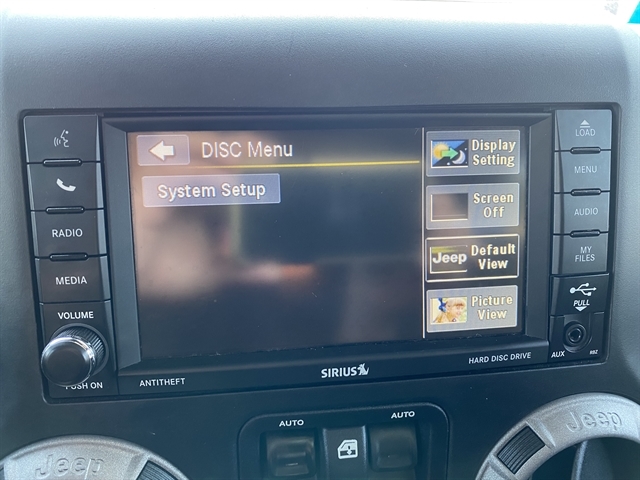 DISC Menu
System Setup
Display
Setting
Screen
Off
Jeep
Default
View
Picture
View
RADIO
MEDIA
VOLUME
PUSH ON
LOAD
MENU
AUDIO
MY
FILES
PULL
AUX
RBZ
ANTITHEFT
SIRIUS
HARD DISC DRIVE
AUTO
AUTO
Jeep
Jeep